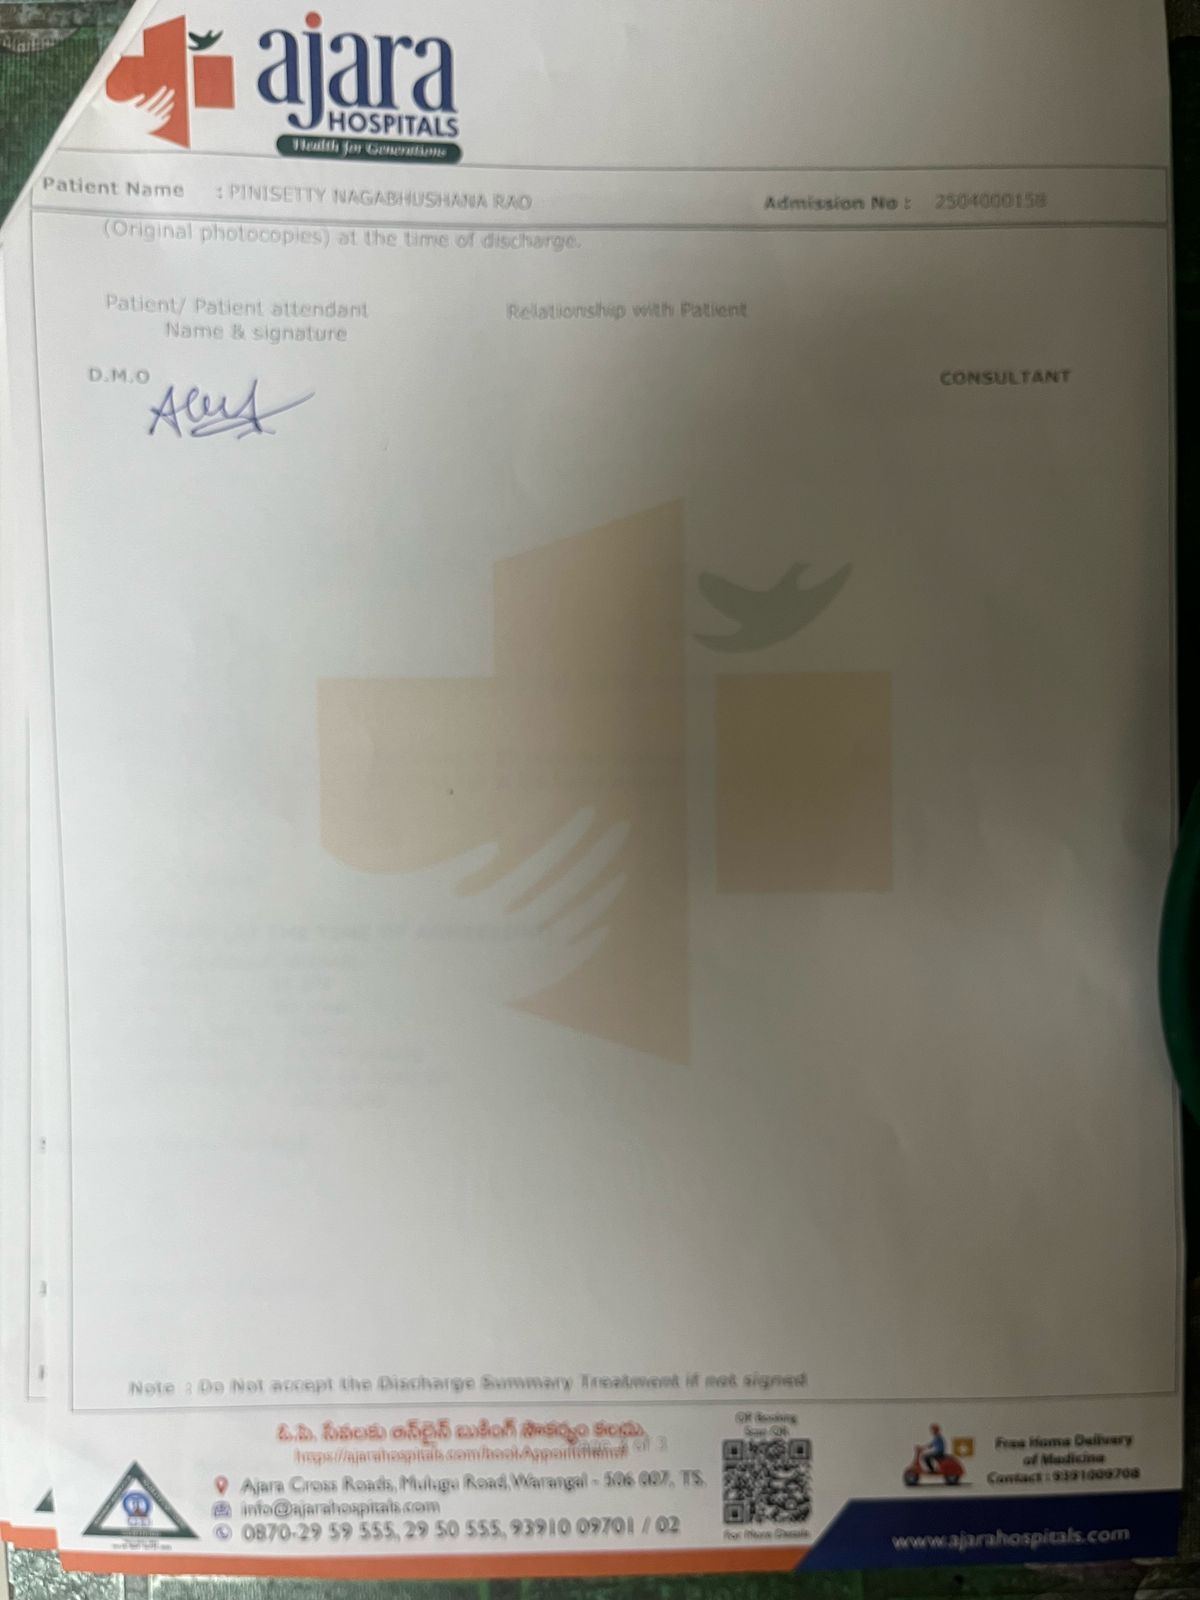 ajara
HOSPITALS
Health for Generations
Patient Name : PINISETTY NAGABHUSHANA RAO Admission No : 2504000158
(Original photocopies) at the time of discharge.
Patient/ Patient attendant Relationship with Patient
Name & signature
D.M.O CONSULTANT
Note : Do Not accept the Discharge Summary Treatment if not signed
ఓ.పి. సేవలకు ఆన్‌లైన్ బుకింగ్ సౌకర్యం కలదు.
https://ajarahospitals.com/bookAppointment/
of 3
Ajara Cross Roads, Mulugu Road, Warangal - 506 007, TS.
info@ajarahospitals.com
0870-29 59 555, 29 50 555, 93910 09701 / 02
Scan QR
For More Details
Free Home Delivery
of Medicine
Contact : 9391009708
www.ajarahospitals.com